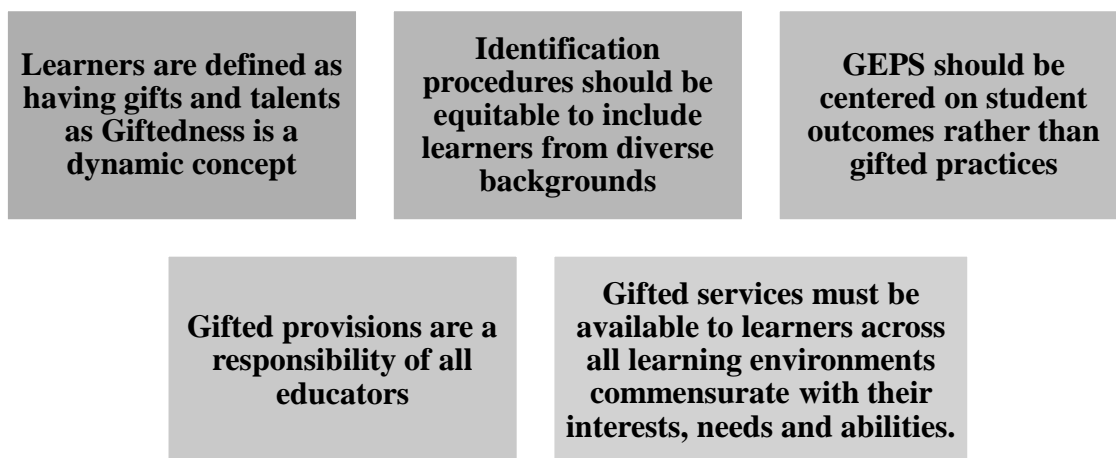 Learners are defined as
having gifts and talents
as Giftedness is a
dynamic concept
Identification
procedures should be
equitable to include
learners from diverse
backgrounds
GEPS should be
centered on student
outcomes rather than
gifted practices
Gifted provisions are a
responsibility of all
educators
Gifted services must be
available to learners across
all learning environments
commensurate with their
interests, needs and abilities.